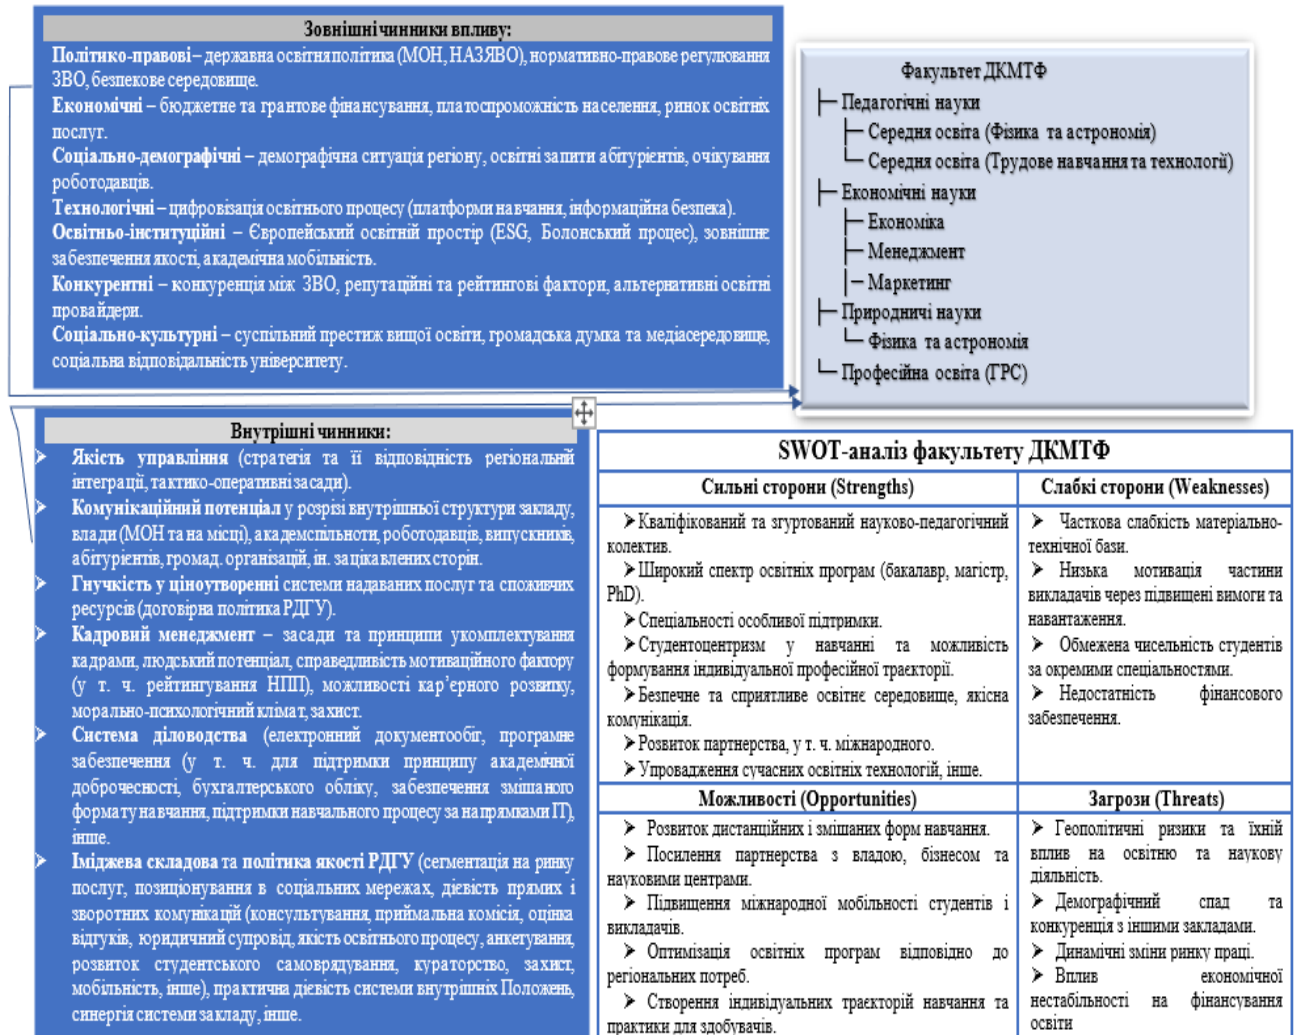 Зовнішні чинники впливу:
Політико-правові – державна освітня політика (МОН, НАЗЯВО), нормативно-правове регулювання
ЗВО, безпекове середовище.
Економічні – бюджетне та грантове фінансування, платоспроможність населення, ринок освітніх
послуг.
Соціально-демографічні – демографічна ситуація регіону, освітні запити абітурієнтів, очікування
роботодавців.
Технологічні – цифровізація освітнього процесу (платформи навчання, інформаційна безпека).
Освітньо-інституційні – Європейський освітній простір (ESG, Болонський процес), зовнішнє
забезпечення якості, академічна мобільність.
Конкурентні – конкуренція між ЗВО, репутаційні та рейтингові фактори, альтернативні освітні
провайдери.
Соціально-культурні – суспільний престиж вищої освіти, громадська думка та медіасередовище,
соціальна відповідальність університету.
Факультет ДКМТФ
├─ Педагогічні науки
├─ Середня освіта (Фізика та астрономія)
└─ Середня освіта (Трудове навчання та технології)
├─ Економічні науки
├─ Економіка
├─ Менеджмент
│─ Маркетинг
├─ Природничі науки
└─ Фізика та астрономія
└─ Професійна освіта (ГРС)
Внутрішні чинники:
➤ Якість управління (стратегія та її відповідність регіональній
інтеграції, тактико-оперативні засади).
➤ Комунікаційний потенціал у розрізі внутрішньої структури закладу,
влади (МОН та на місці), академспільноти, роботодавців, випускників,
абітурієнтів, громад. організацій, ін. зацікавлених сторін.
➤ Гнучкість у ціноутворенні системи надаваних послуг та споживчих
ресурсів (договірна політика РДГУ).
➤ Кадровий менеджмент – засади та принципи укомплектування
кадрами, людський потенціал, справедливість мотиваційного фактору
(у т. ч. рейтингування НПП), можливості кар’єрного розвитку,
морально-психологічний клімат, захист.
➤ Система діловодства (електронний документообіг, програмне
забезпечення (у т. ч. для підтримки принципу академічної
доброчесності, бухгалтерського обліку, забезпечення змішаного
формату навчання, підтримки навчального процесу за напрямками ІТ),
інше.
➤ Іміджева складова та політика якості РДГУ (сегментація на ринку
послуг, позиціонування в соціальних мережах, дієвість прямих і
зворотних комунікацій (консультування, приймальна комісія, оцінка
відгуків, юридичний супровід, якість освітнього процесу, анкетування,
розвиток студентського самоврядування, кураторство, захист,
мобільність, інше), практична дієвість системи внутрішніх Положень,
синергія системи закладу, інше.
SWOT-аналіз факультету ДКМТФ
Сильні сторони (Strengths)
➤Кваліфікований та згуртований науково-педагогічний
колектив.
➤Широкий спектр освітніх програм (бакалавр, магістр,
PhD).
➤Спеціальності особливої підтримки.
➤Студентоцентризм у навчанні та можливість
формування індивідуальної професійної траєкторії.
➤Безпечне та сприятливе освітнє середовище, якісна
комунікація.
➤Розвиток партнерства, у т. ч. міжнародного.
➤Упровадження сучасних освітніх технологій, інше.
Слабкі сторони (Weaknesses)
➤ Часткова слабкість матеріально-
технічної бази.
➤ Низька мотивація частини
викладачів через підвищені вимоги та
навантаження.
➤ Обмежена чисельність студентів
за окремими спеціальностями.
➤ Недостатність фінансового
забезпечення.
Можливості (Opportunities)
➤ Розвиток дистанційних і змішаних форм навчання.
➤ Посилення партнерства з владою, бізнесом та
науковими центрами.
➤ Підвищення міжнародної мобільності студентів і
викладачів.
➤ Оптимізація освітніх програм відповідно до
регіональних потреб.
➤ Створення індивідуальних траєкторій навчання та
практики для здобувачів.
Загрози (Threats)
➤ Геополітичні ризики та їхній
вплив на освітню та наукову
діяльність.
➤ Демографічний спад та
конкуренція з іншими закладами.
➤ Динамічні зміни ринку праці.
➤ Вплив економічної
нестабільності на фінансування
освіти